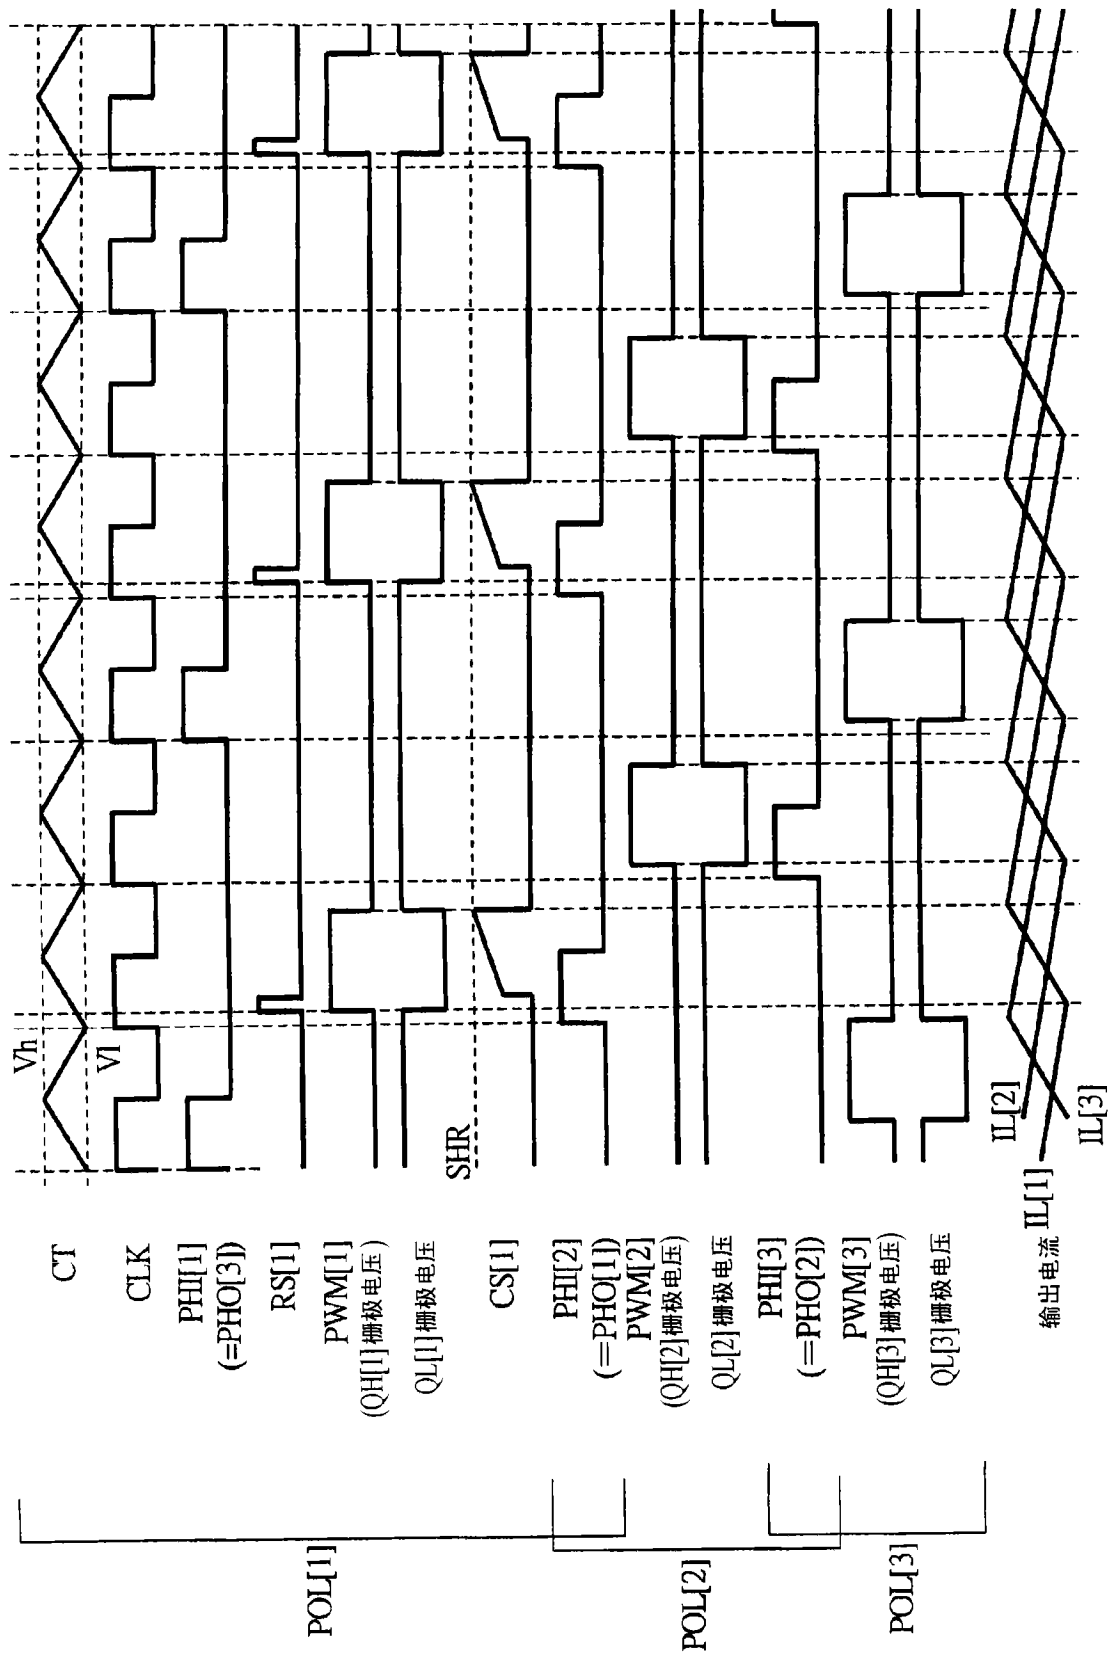 CT
Vh
Vl
CLK
PHI[1]
(=PHO[3])
RS[1]
PWM[1]
(QH[1]栅极电压)
QL[1]栅极电压
SHR
CS[1]
PHI[2]
(=PHO[1])
PWM[2]
(QH[2]栅极电压)
QL[2]栅极电压
PHI[3]
(=PHO[2])
PWM[3]
(QH[3]栅极电压)
QL[3]栅极电压
输出电流
IL[1]
IL[2]
IL[3]
POL[1]
POL[2]
POL[3]